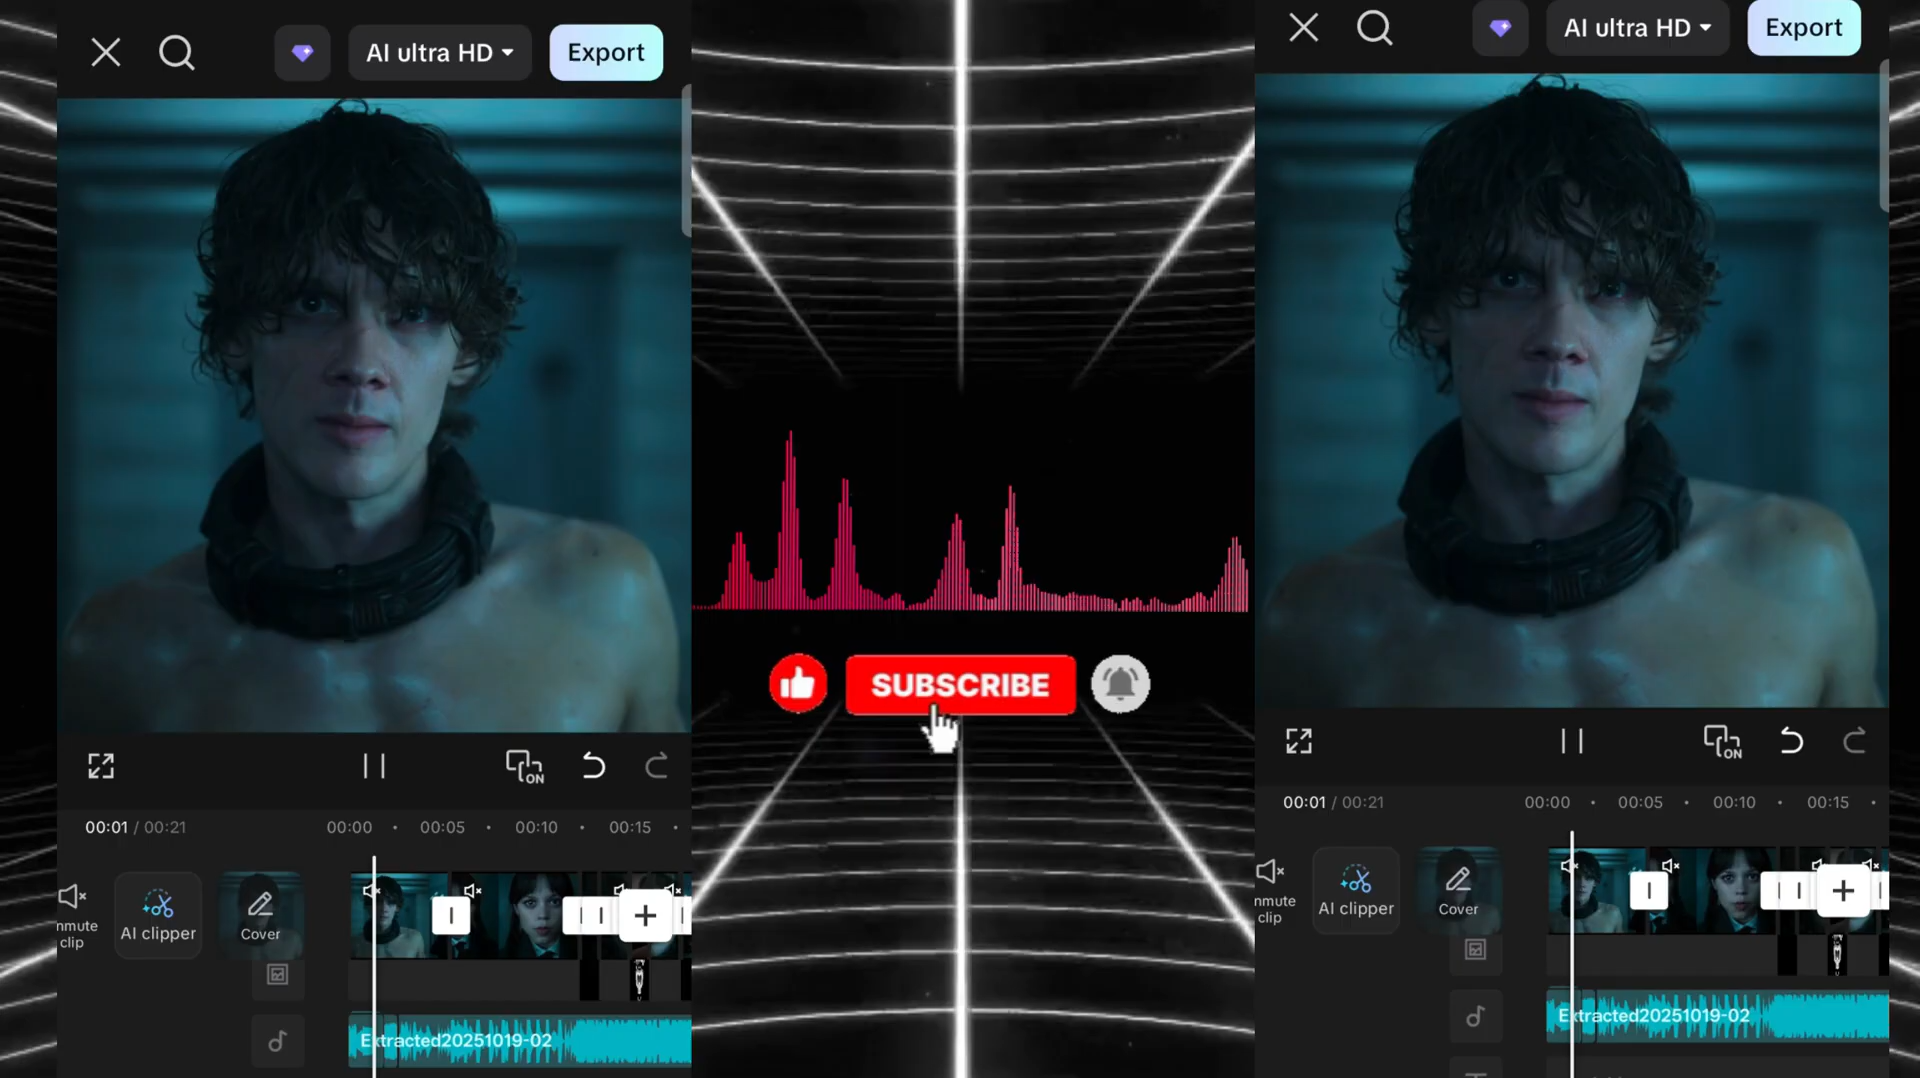 AI ultra HD
Export
ON
00:01 / 00:21
00:00
00:05
00:10
00:15
nmute
clip
AI clipper
Cover
Extracted20251019-02
SUBSCRIBE
AI ultra HD
Export
ON
00:01 / 00:21
00:00
00:05
00:10
00:15
nmute
clip
AI clipper
Cover
Extracted20251019-02